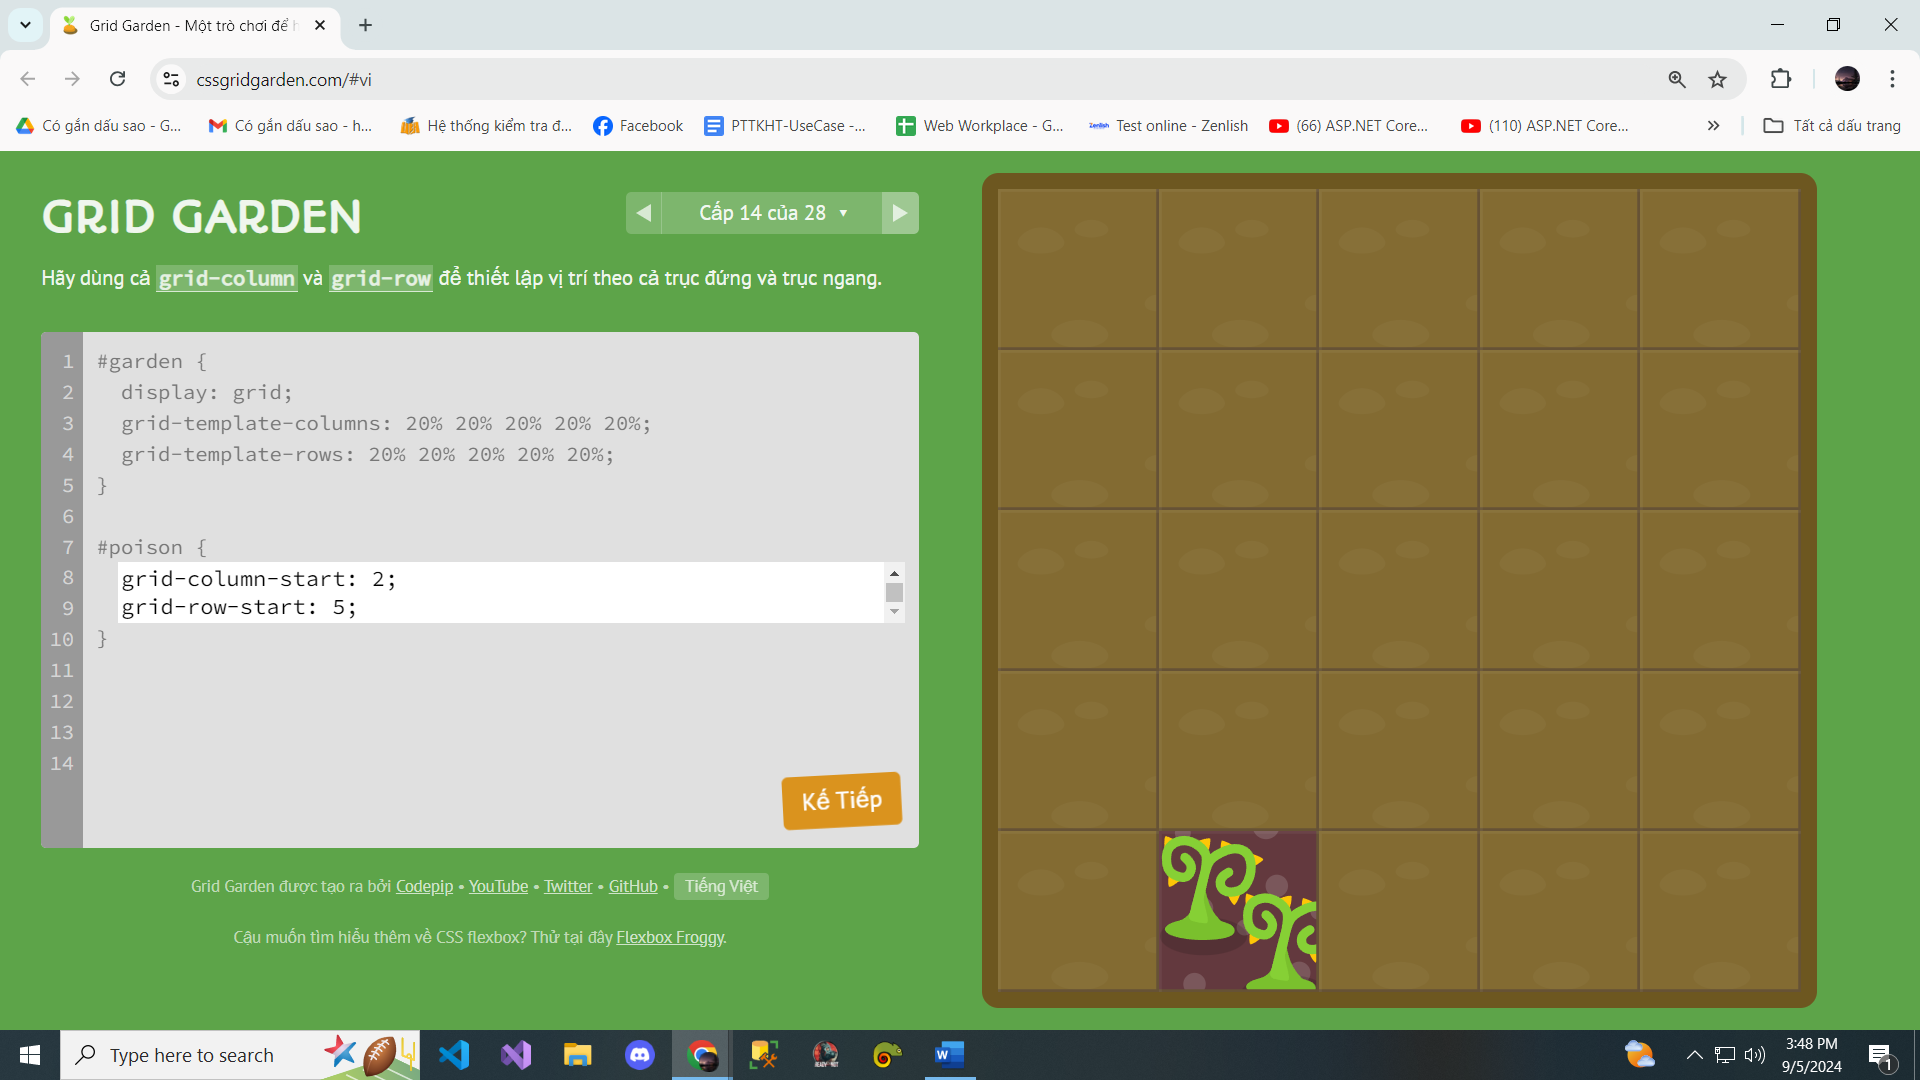 Grid Garden - Một trò chơi để h
cssgridgarden.com/#vi
Có gắn dấu sao - G...
Có gắn dấu sao - h...
Hệ thống kiểm tra đ...
Facebook
PTTKHT-UseCase -...
Web Workplace - G...
Zenlish
Test online - Zenlish
(66) ASP.NET Core...
(110) ASP.NET Core...
Tất cả dấu trang
GRID GARDEN
Cấp 14 của 28
Hãy dùng cả grid-column và grid-row để thiết lập vị trí theo cả trục đứng và trục ngang.
1 #garden {
2 display: grid;
3 grid-template-columns: 20% 20% 20% 20% 20%;
4 grid-template-rows: 20% 20% 20% 20% 20%;
5 }
6
7 #poison {
8 grid-column-start: 2;
9 grid-row-start: 5;
10 }
11
12
13
14
Kế Tiếp
Grid Garden được tạo ra bởi Codepip • YouTube • Twitter • GitHub • Tiếng Việt
Cậu muốn tìm hiểu thêm về CSS flexbox? Thử tại đây Flexbox Froggy.
Type here to search
W
3:48 PM
9/5/2024
1